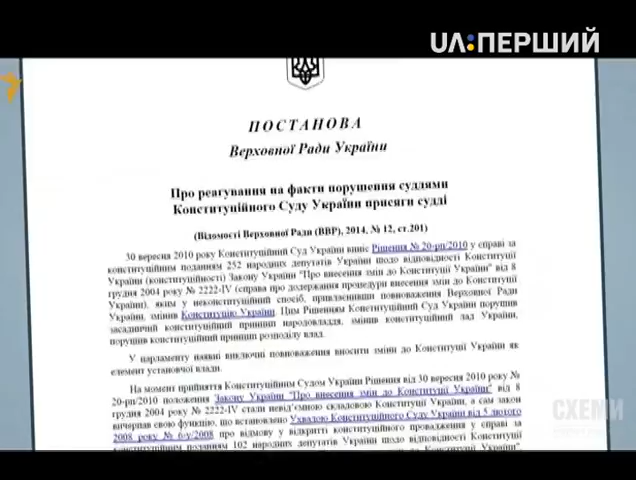 UA:ПЕРШИЙ
ПОСТАНОВА
Верховної Ради України
Про реагування на факти порушення суддями
Конституційного Суду України присяги судді
(Відомості Верховної Ради (ВВР), 2014, № 12, ст.201)
30 вересня 2010 року Конституційний Суд України виніс Рішення № 20-рп/2010 у справі за
конституційним поданням 252 народних депутатів України щодо відповідності Конституції
України (конституційності) Закону України "Про внесення змін до Конституції України" від 8
грудня 2004 року № 2222-IV (справа про додержання процедури внесення змін до Конституції
України), яким у неконституційний спосіб, привласнивши повноваження Верховної Ради
України, змінив Конституцію України. Цим Рішенням Конституційний Суд України порушив
засадничий конституційний принцип народовладдя, змінив конституційний лад України,
порушив конституційний принцип розподілу влад.
У парламенту наявні виключні повноваження вносити зміни до Конституції України як
елемент установчої влади.
На момент прийняття Конституційним Судом України Рішення від 30 вересня 2010 року №
20-рп/2010 положення Закону України "Про внесення змін до Конституції України" від 8
грудня 2004 року № 2222-IV стали невід'ємною складовою Конституції України, а сам закон
вичерпав свою функцію, що встановлено Ухвалою Конституційного Суду України від 5 лютого
2008 року № 6-у/2008 про відмову у відкритті конституційного провадження у справі за
конституційним поданням 102 народних депутатів України щодо відповідності Конституції
СХЕМИ